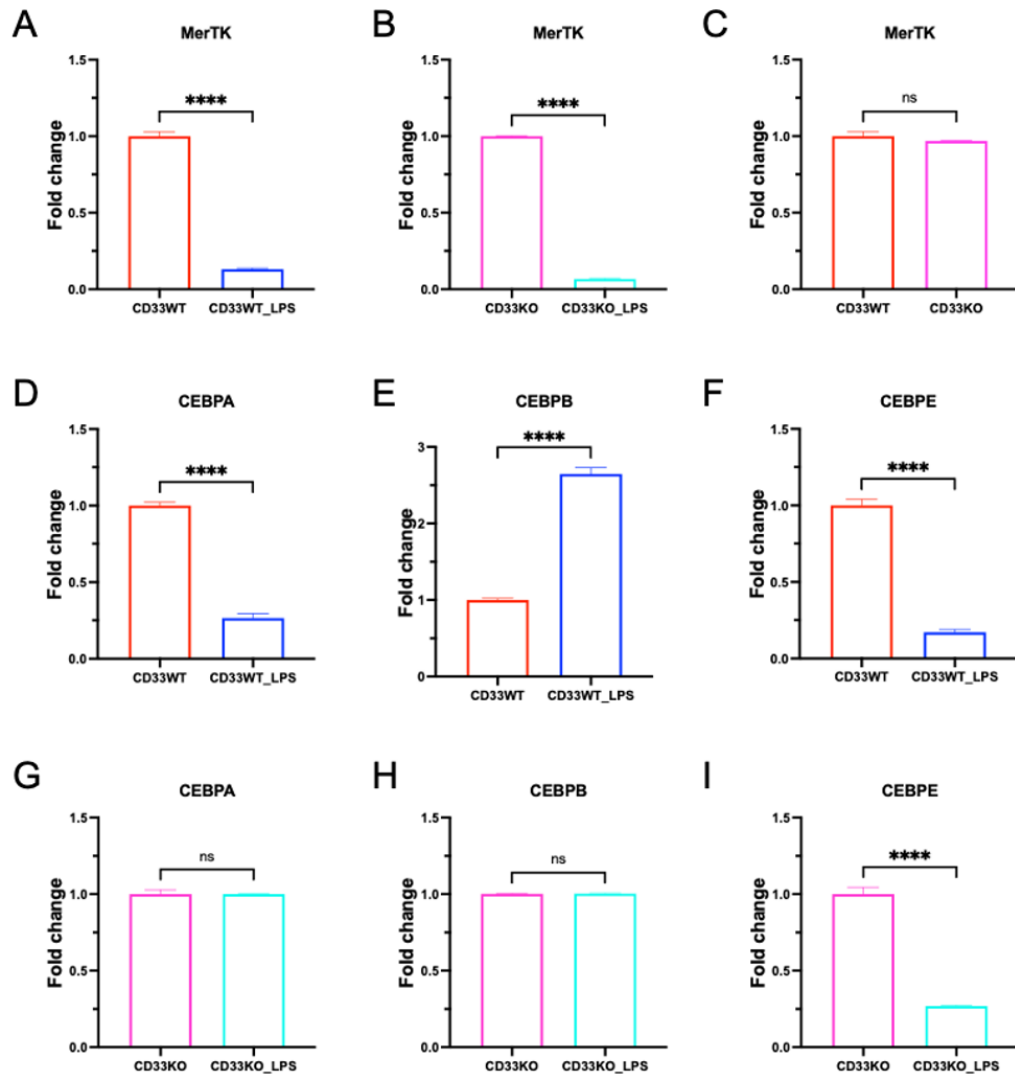 A
MerTK
Fold change
1.5
1.0
0.5
0.0
****
CD33WT
CD33WT_LPS
B
MerTK
Fold change
1.5
1.0
0.5
0.0
****
CD33KO
CD33KO_LPS
C
MerTK
Fold change
1.5
1.0
0.5
0.0
ns
CD33WT
CD33KO
D
CEBPA
Fold change
1.5
1.0
0.5
0.0
****
CD33WT
CD33WT_LPS
E
CEBPB
Fold change
3
2
1
0
****
CD33WT
CD33WT_LPS
F
CEBPE
Fold change
1.5
1.0
0.5
0.0
****
CD33WT
CD33WT_LPS
G
CEBPA
Fold change
1.5
1.0
0.5
0.0
ns
CD33KO
CD33KO_LPS
H
CEBPB
Fold change
1.5
1.0
0.5
0.0
ns
CD33KO
CD33KO_LPS
I
CEBPE
Fold change
1.5
1.0
0.5
0.0
****
CD33KO
CD33KO_LPS